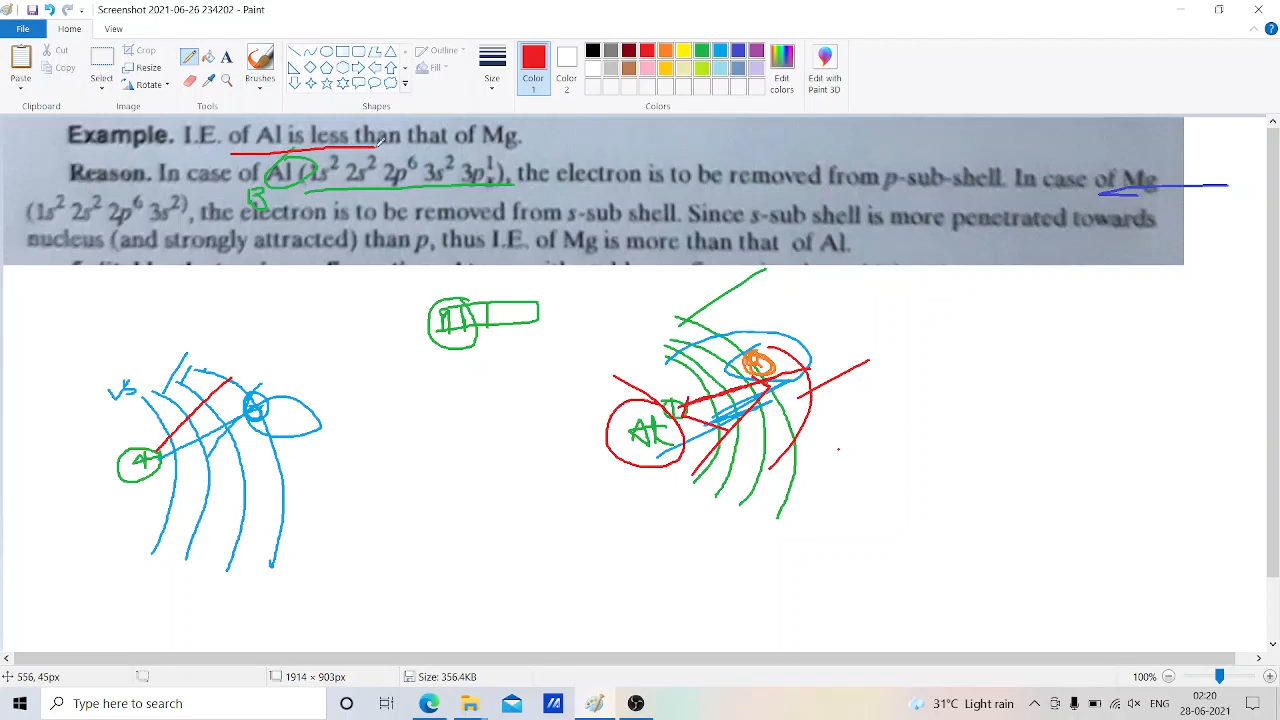 Screenshot 2021-06-26 234202 - Paint
File Home View
Cut
Copy
Paste
Crop
Resize
Rotate
Select
Brushes
Outline
Fill
Size
Color 1
Color 2
Edit colors
Edit with Paint 3D
Clipboard Image Tools Shapes Colors
Example. I.E. of Al is less than that of Mg.
Reason. In case of Al (1s² 2s² 2p⁶ 3s² 3pₓ¹), the electron is to be removed from p-sub-shell. In case of Mg
13
(1s² 2s² 2p⁶ 3s²), the electron is to be removed from s-sub shell. Since s-sub shell is more penetrated towards
nucleus (and strongly attracted) than p, thus I.E. of Mg is more than that of Al.
556, 45px
1914 × 903px
Size: 356.4KB
100%
Type here to search
31°C Light rain
02:20
28-06-2021